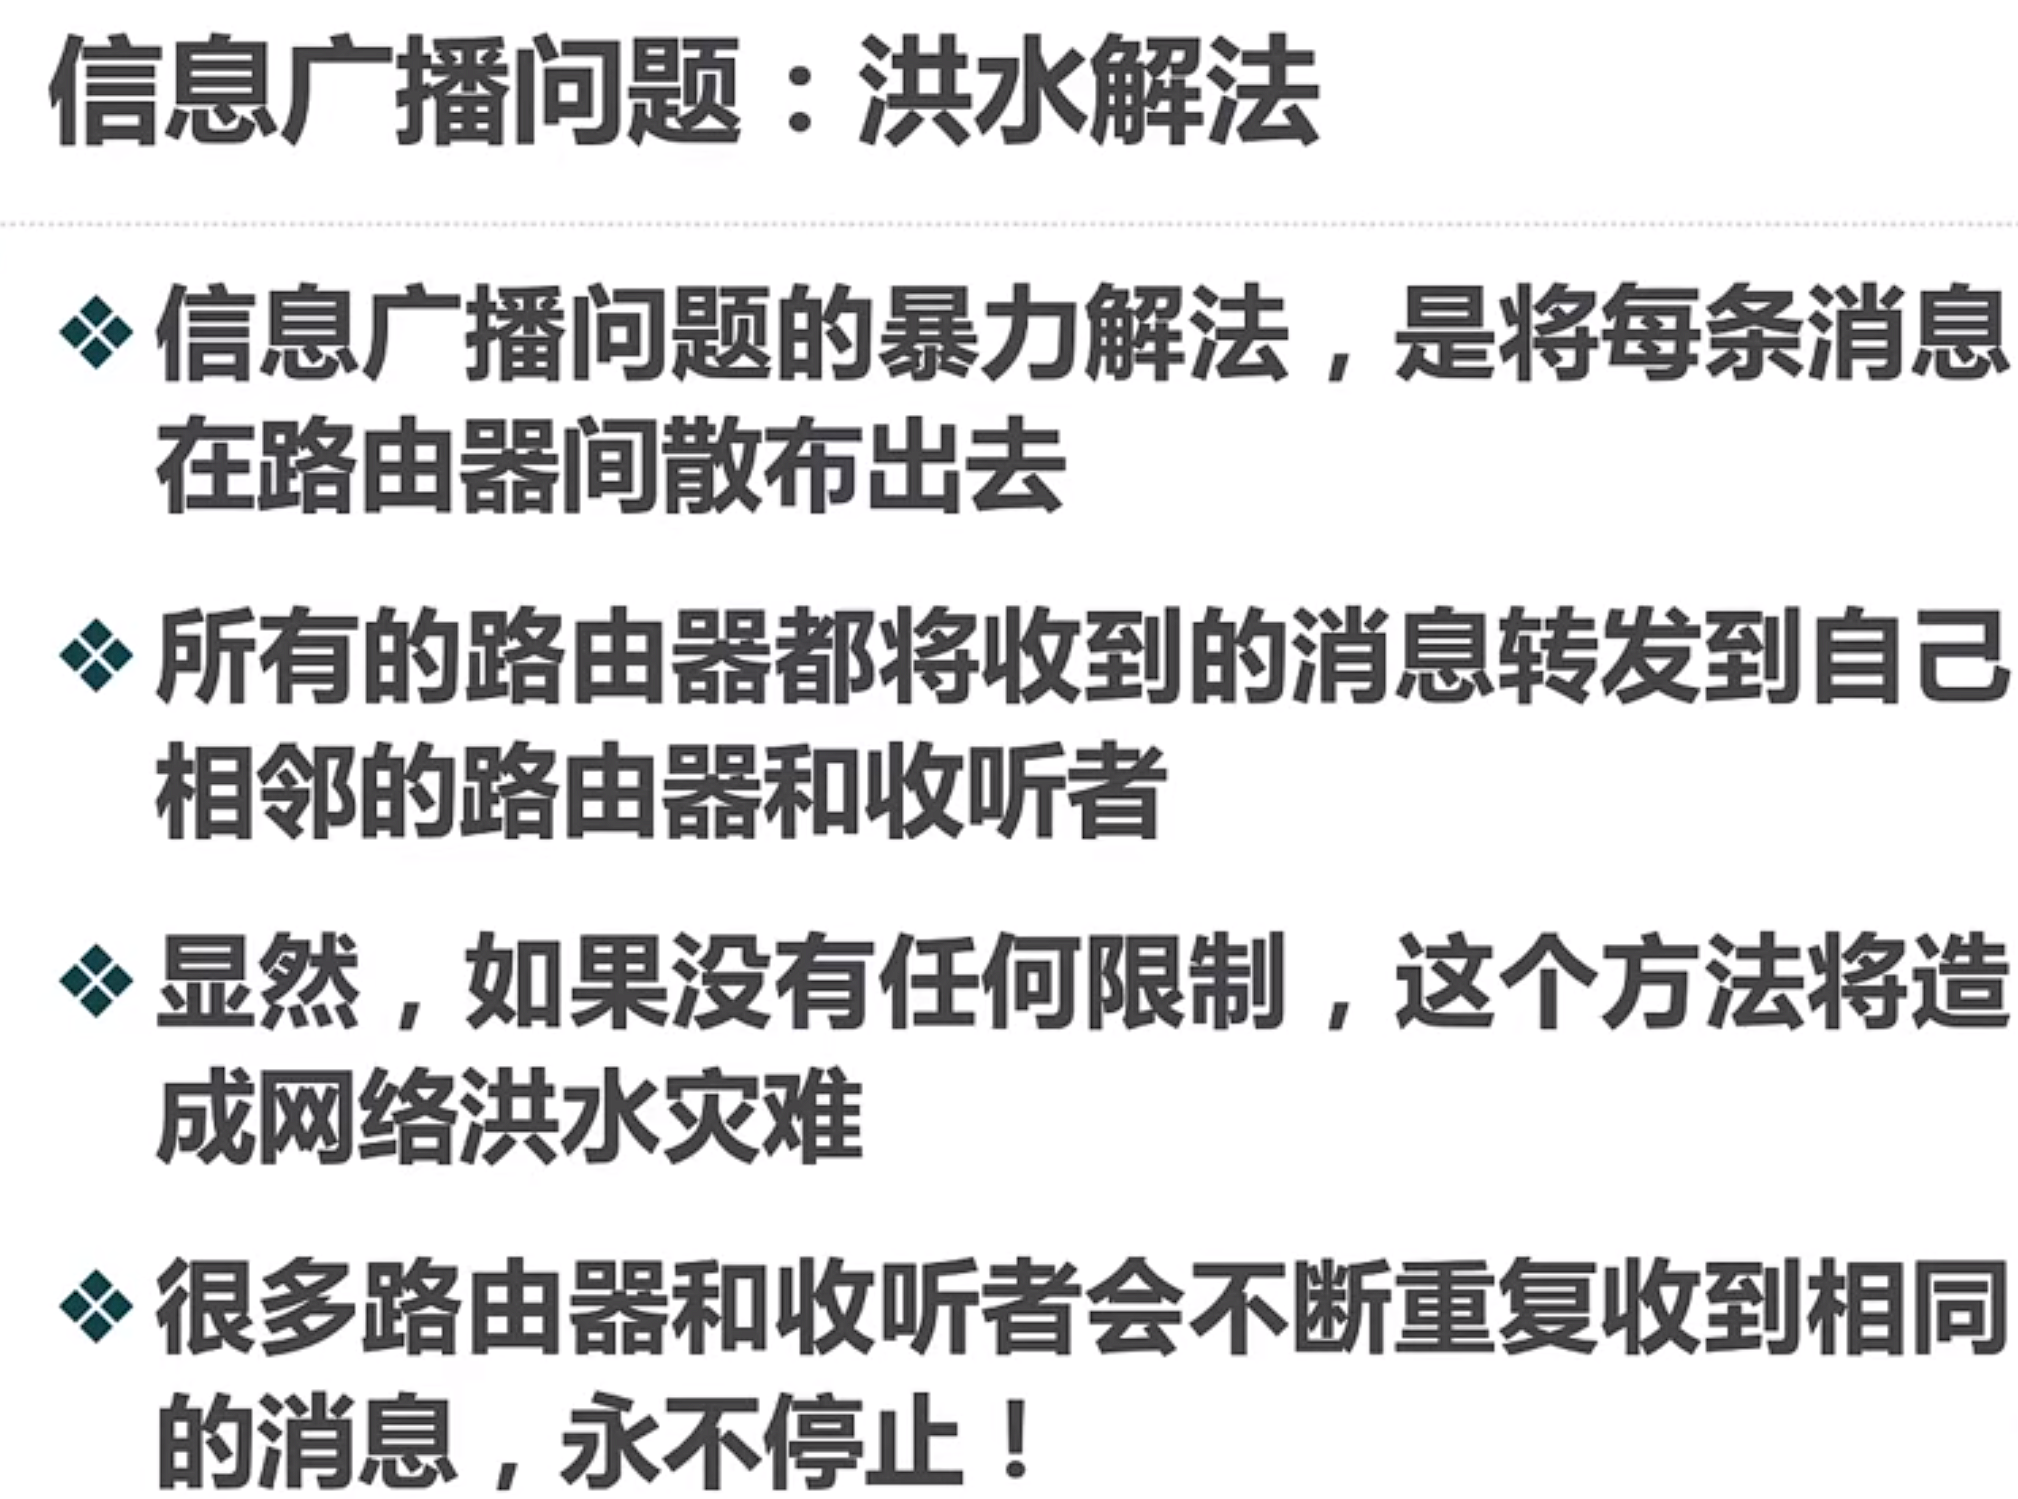 信息广播问题：洪水解法
❖信息广播问题的暴力解法，是将每条消息
在路由器间散布出去
❖所有的路由器都将收到的消息转发到自己
相邻的路由器和收听者
❖显然，如果没有任何限制，这个方法将造
成网络洪水灾难
❖很多路由器和收听者会不断重复收到相同
的消息，永不停止！